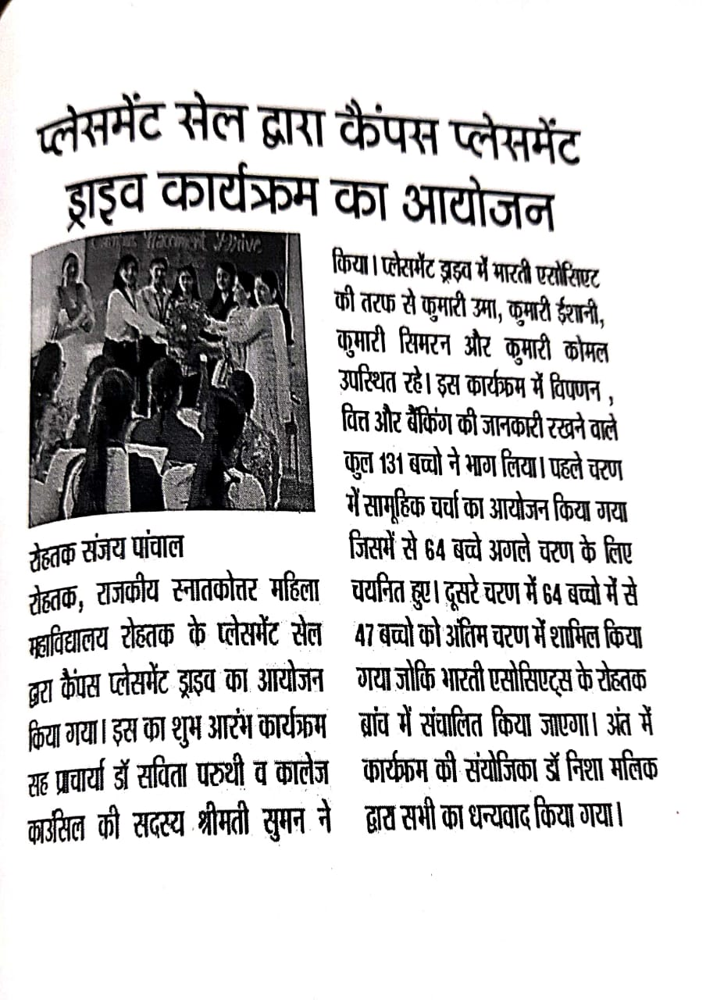 प्लेसमेंट सेल द्वारा कैंपस प्लेसमेंट
ड्राइव कार्यक्रम का आयोजन
Campus Placement Drive
रोहतक संजय पांचाल
रोहतक, राजकीय स्नातकोत्तर महिला
महाविद्यालय रोहतक के प्लेसमेंट सेल
द्वारा कैंपस प्लेसमेंट ड्राइव का आयोजन
किया गया। इस का शुभ आरंभ कार्यक्रम
सह प्राचार्या डॉ सविता परुथी व कालेज
काउसिल की सदस्य श्रीमती सुमन ने
किया। प्लेसमेंट ड्राइव में भारती एसोसिएट
की तरफ से कुमारी उमा, कुमारी ईशानी,
कुमारी सिमरन और कुमारी कोमल
उपस्थित रहे। इस कार्यक्रम में विपणन ,
वित्त और बैंकिंग की जानकारी रखने वाले
कुल 131 बच्चो ने भाग लिया। पहले चरण
में सामूहिक चर्चा का आयोजन किया गया
जिसमें से 64 बच्चे अगले चरण के लिए
चयनित हुए। दूसरे चरण में 64 बच्चो में से
47 बच्चो को अंतिम चरण में शामिल किया
गया जोकि भारती एसोसिएट्स के रोहतक
ब्रांच में संचालित किया जाएगा। अंत में
कार्यक्रम की संयोजिका डॉ निशा मलिक
द्वारा सभी का धन्यवाद किया गया।